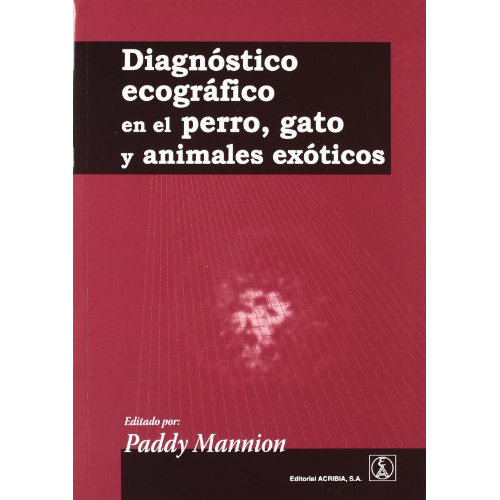 Diagnóstico
ecográfico
en el perro, gato
y animales exóticos
Editado por:
Paddy Mannion
Editorial ACRIBIA, S.A.